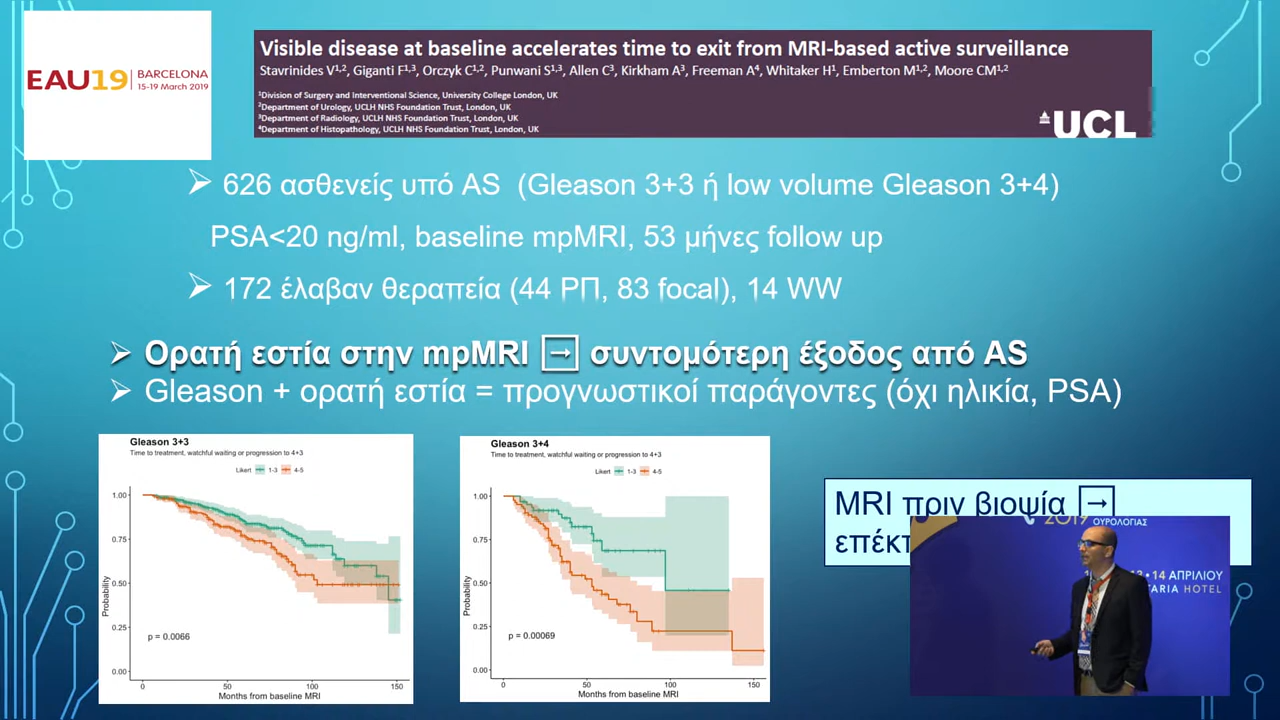 EAU19 BARCELONA
15-19 March 2019
Visible disease at baseline accelerates time to exit from MRI-based active surveillance
Stavrinides V1,2, Giganti F1,3, Orczyk C1,2, Punwani S1,3, Allen C3, Kirkham A3, Freeman A4, Whitaker H1, Emberton M1,2, Moore CM1,2
1Division of Surgery and Interventional Science, University College London, UK
2Department of Urology, UCLH NHS Foundation Trust, London, UK
3Department of Radiology, UCLH NHS Foundation Trust, London, UK
4Department of Histopathology, UCLH NHS Foundation Trust, London, UK
UCL
➢ 626 ασθενείς υπό AS (Gleason 3+3 ή low volume Gleason 3+4)
PSA<20 ng/ml, baseline mpMRI, 53 μήνες follow up
➢ 172 έλαβαν θεραπεία (44 ΡΠ, 83 focal), 14 WW
➢ Ορατή εστία στην mpMRI → συντομότερη έξοδος από AS
➢ Gleason + ορατή εστία = προγνωστικοί παράγοντες (όχι ηλικία, PSA)
Gleason 3+3
Time to treatment, watchful waiting or progression to 4+3
Likert 1-3 4-5
1.00
0.75
0.50
0.25
0.00
Probability
p = 0.0066
0 50 100 150
Months from baseline MRI
Gleason 3+4
Time to treatment, watchful waiting or progression to 4+3
Likert 1-3 4-5
1.00
0.75
0.50
0.25
0.00
Probability
p = 0.00069
0 50 100 150
Months from baseline MRI
MRI πριν βιοψία →
2019 ΟΥΡΟΛΟΓΙΑΣ
14 ΑΠΡΙΛΙΟΥ
HOTEL